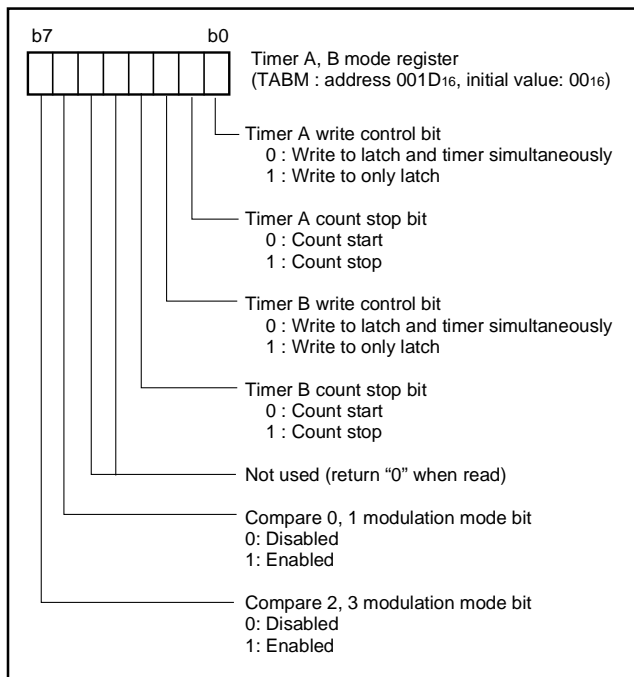 b7 b0
Timer A, B mode register
(TABM : address 001D16, initial value: 0016)
Timer A write control bit
0 : Write to latch and timer simultaneously
1 : Write to only latch
Timer A count stop bit
0 : Count start
1 : Count stop
Timer B write control bit
0 : Write to latch and timer simultaneously
1 : Write to only latch
Timer B count stop bit
0 : Count start
1 : Count stop
Not used (return “0” when read)
Compare 0, 1 modulation mode bit
0: Disabled
1: Enabled
Compare 2, 3 modulation mode bit
0: Disabled
1: Enabled